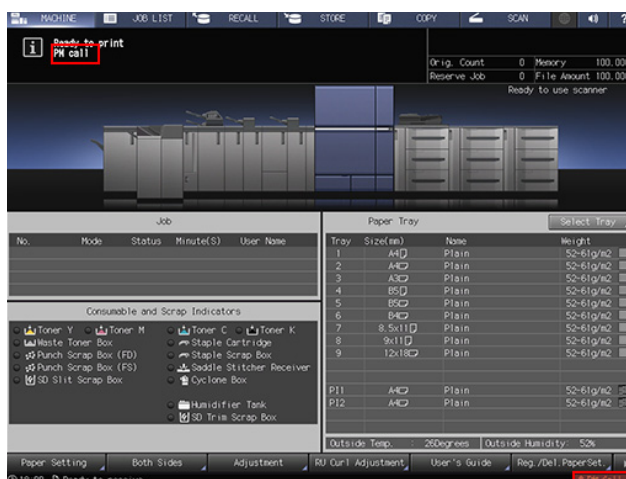 MACHINE JOB LIST RECALL STORE COPY SCAN ?
Ready to print
PM call
Orig. Count 0 Memory 100.00
Reserve Job 0 File Amount 100.00
Ready to use scanner
Job
No. Mode Status Minute(S) User Name
Paper Tray Select Tray
Tray Size(mm) Name Weight
1 A4 Plain 52-61g/m2
2 A4 Plain 52-61g/m2
3 A3 Plain 52-61g/m2
4 B5 Plain 52-61g/m2
5 B5 Plain 52-61g/m2
6 B4 Plain 52-61g/m2
7 8.5x11 Plain 52-61g/m2
8 9x11 Plain 52-61g/m2
9 12x18 Plain 52-61g/m2
PI1 A4 Plain 52-61g/m2
PI2 A4 Plain 52-61g/m2
Outside Temp. : 26Degrees Outside Humidity: 52%
Consumable and Scrap Indicators
Toner Y Toner M Toner C Toner K
Waste Toner Box Staple Cartridge
Punch Scrap Box (FD) Staple Scrap Box
Punch Scrap Box (FS) Saddle Stitcher Receiver
SD Slit Scrap Box Cyclone Box
Humidifier Tank
SD Trim Scrap Box
Paper Setting Both Sides Adjustment RU Curl Adjustment User's Guide Reg./Del.PaperSet.
PM Call